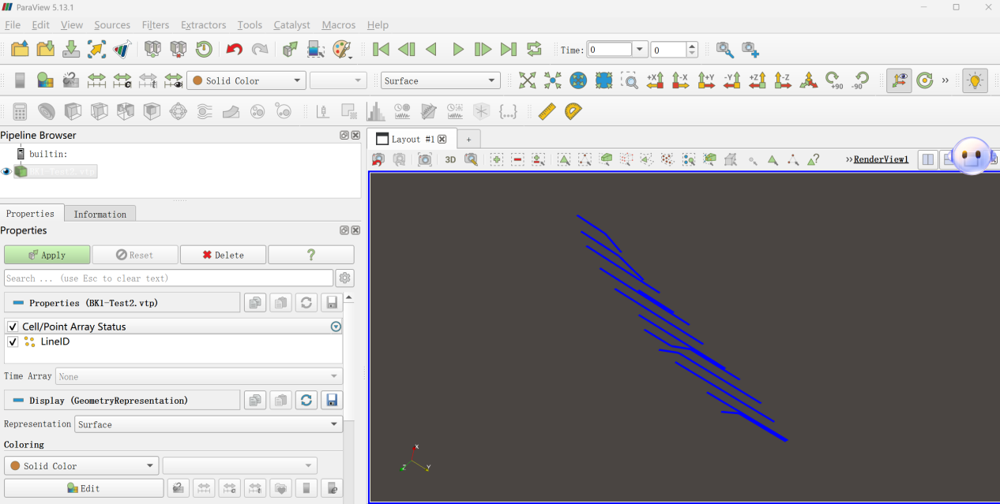 ParaView 5.13.1
File Edit View Sources Filters Extractors Tools Catalyst Macros Help
Time: 0 0
Solid Color Surface +X -X +Y -Y +Z -Z +90 -90 »
Pipeline Browser
builtin:
BK1-Test2.vtp
Properties Information
Properties
Apply Reset Delete ?
Search ... (use Esc to clear text)
Properties (BK1-Test2.vtp)
Cell/Point Array Status
LineID
Time Array None
Display (GeometryRepresentation)
Representation Surface
Coloring
Solid Color
Edit
Layout #1 +
3D »RenderView1
X
Z Y